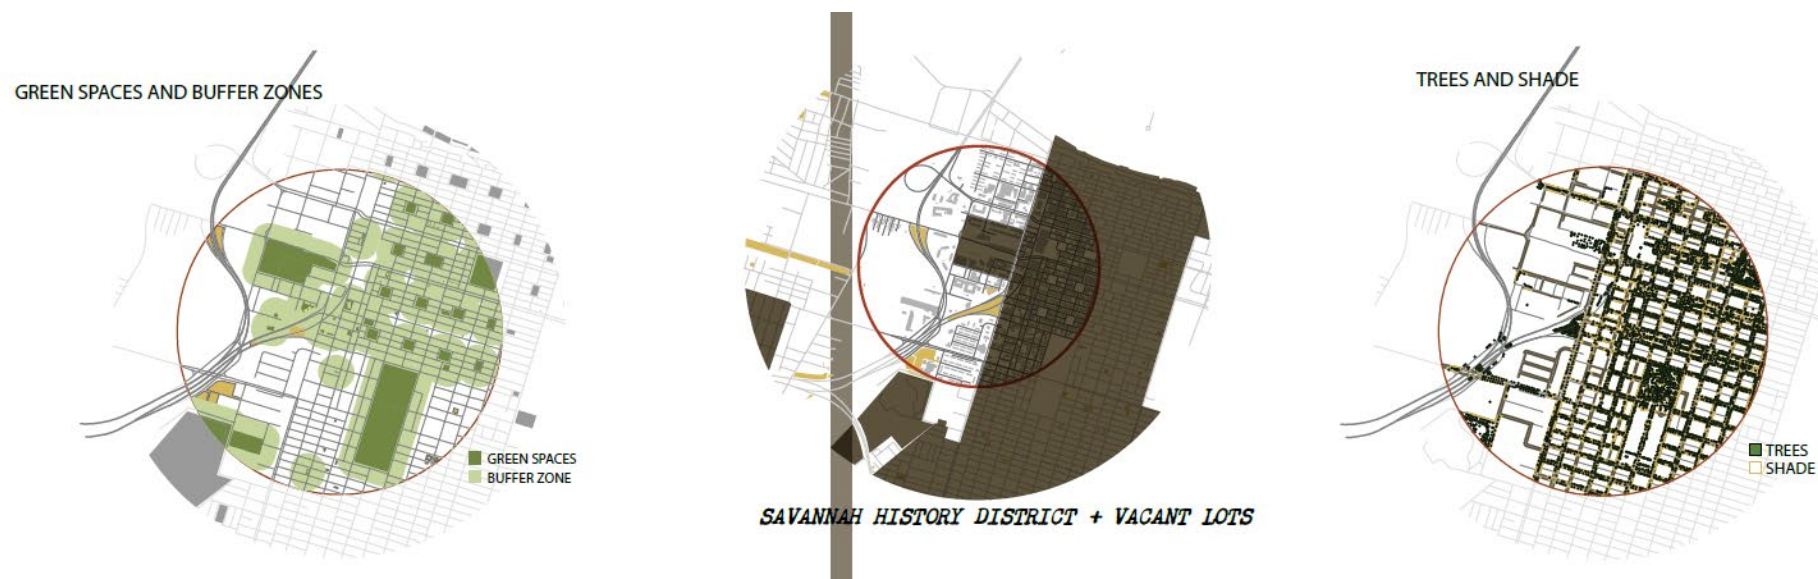 GREEN SPACES AND BUFFER ZONES
GREEN SPACES
BUFFER ZONE
SAVANNAH HISTORY DISTRICT + VACANT LOTS
TREES AND SHADE
TREES
SHADE